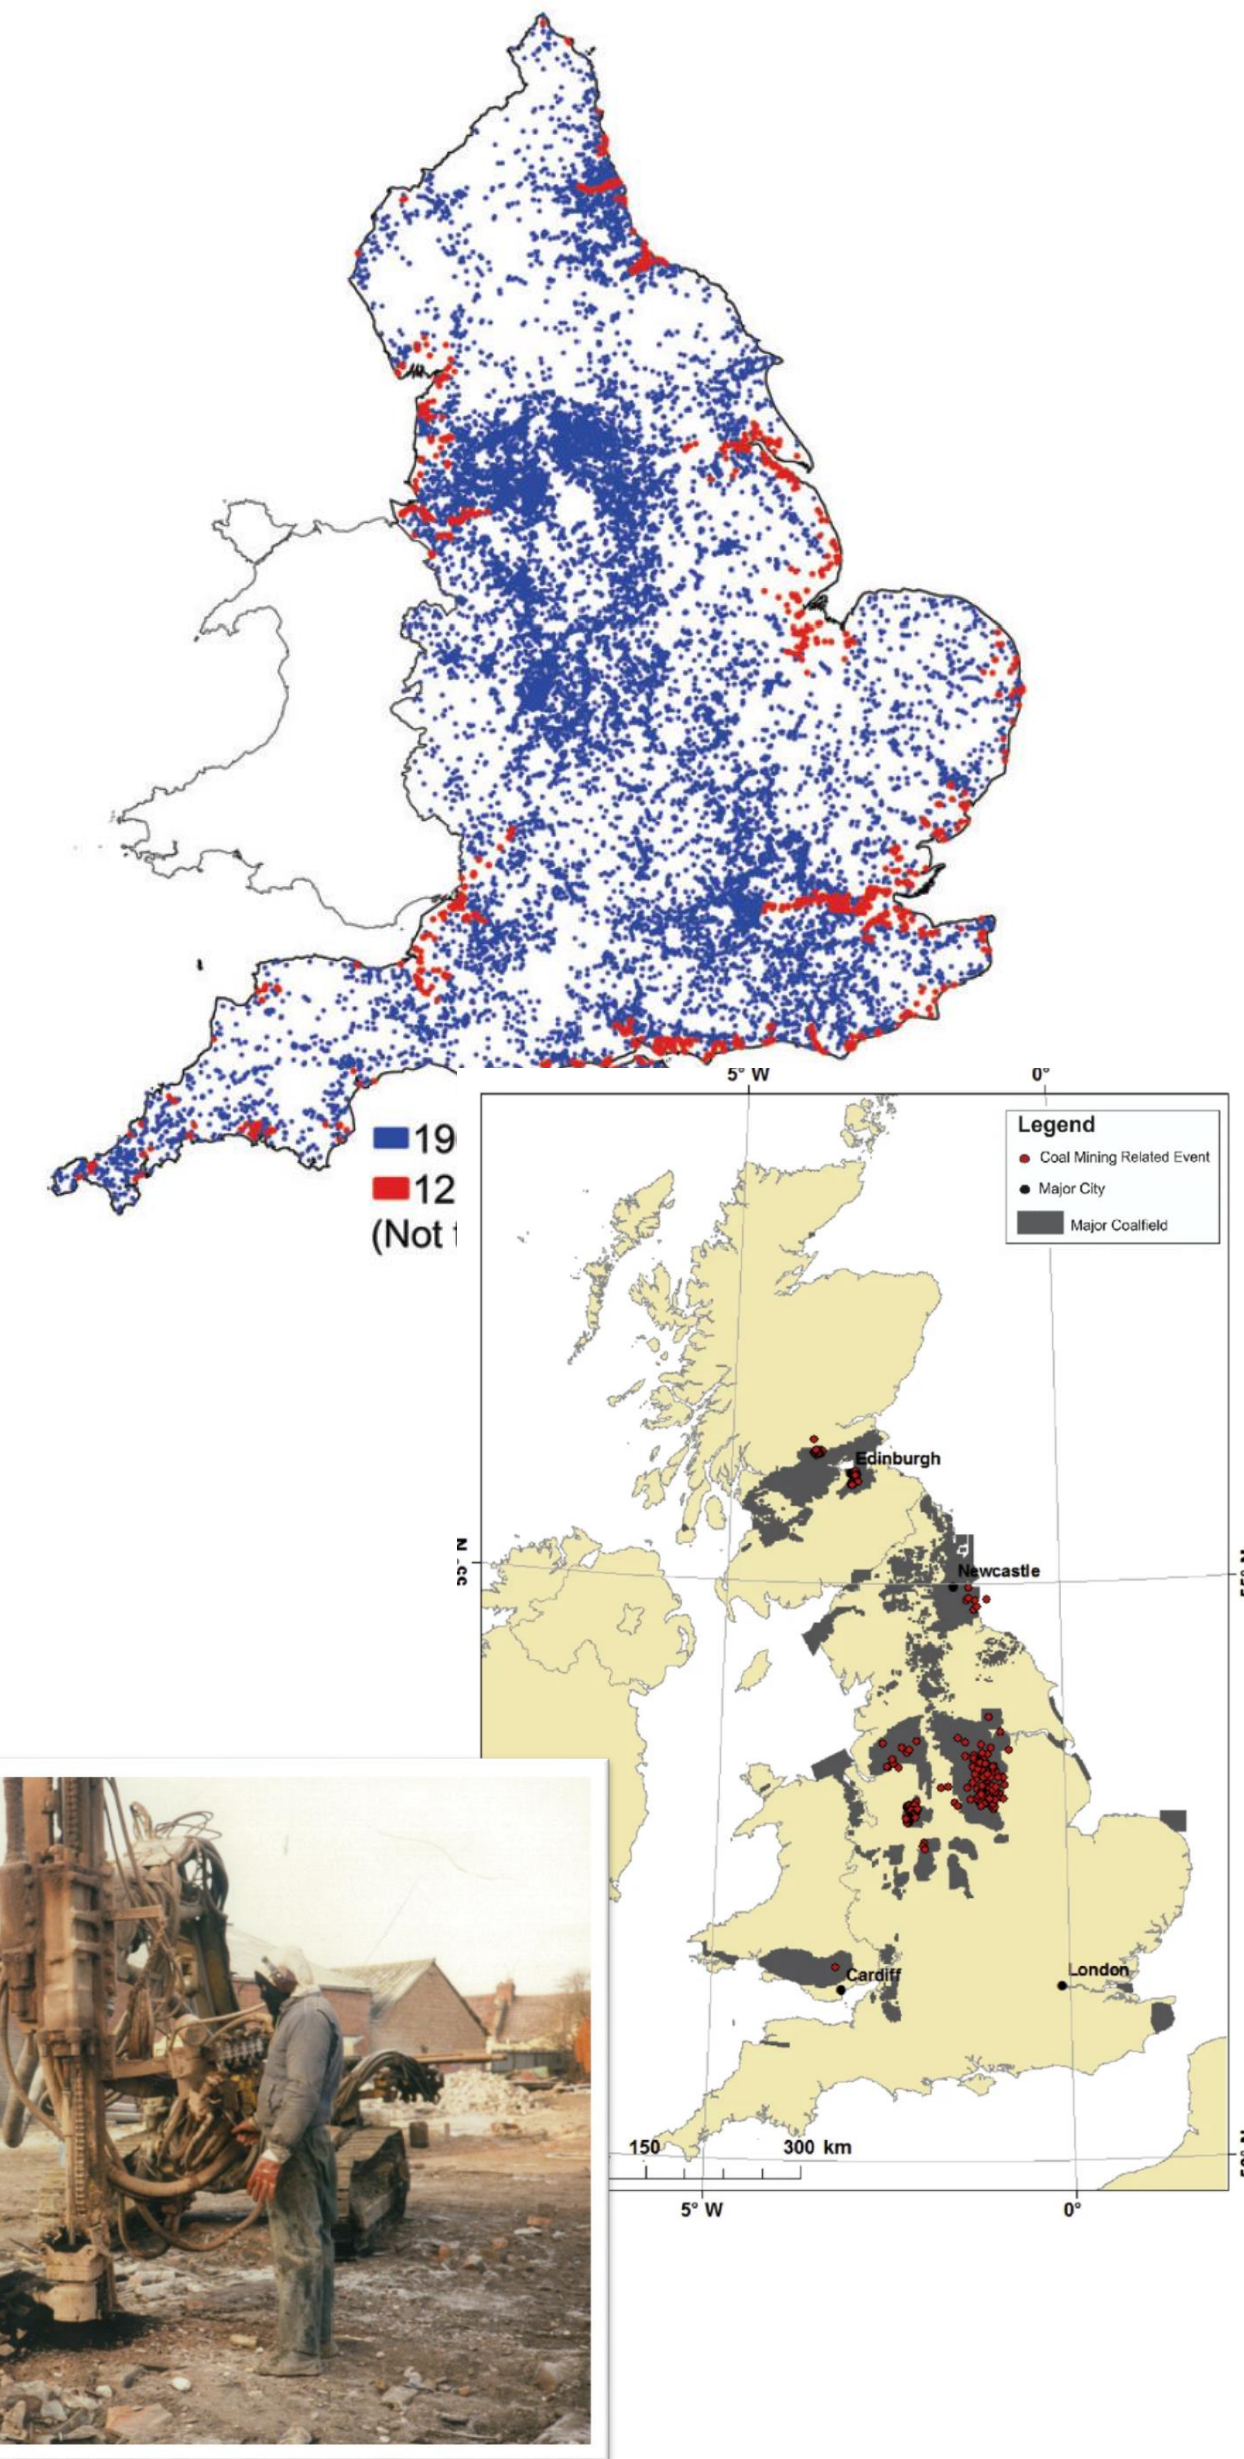 19
12
(Not
5° W
0°
Legend
Coal Mining Related Event
Major City
Major Coalfield
Edinburgh
Newcastle
Cardiff
London
150
300 km
5° W
0°